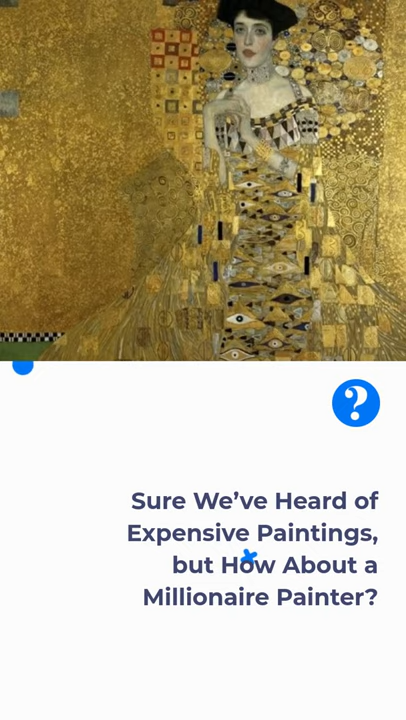 ?
Sure We’ve Heard of
Expensive Paintings,
but How About a
Millionaire Painter?